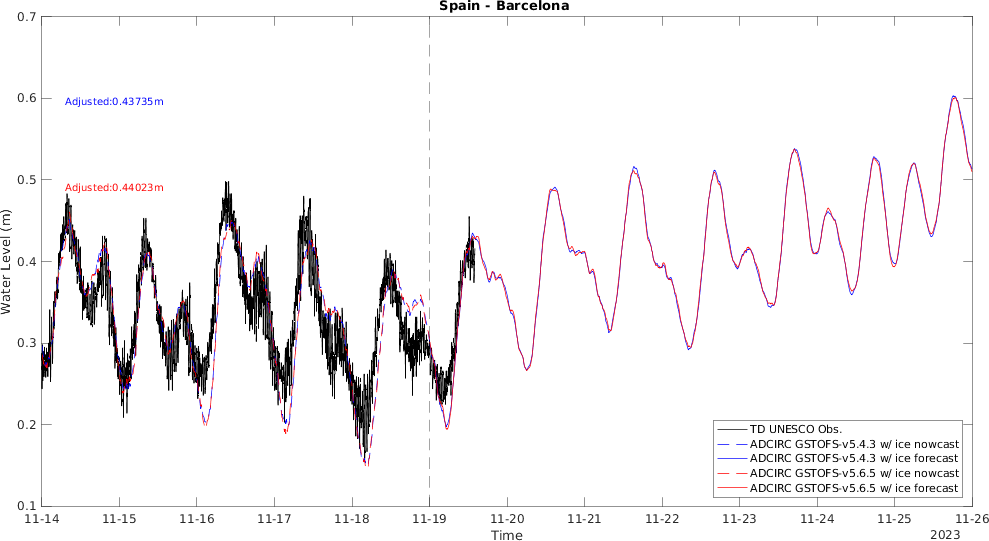 Spain - Barcelona
0.7
0.6
0.5
0.4
0.3
0.2
0.1
Water Level (m)
Adjusted:0.43735m
Adjusted:0.44023m
TD UNESCO Obs.
ADCIRC GSTOFS-v5.4.3 w/ ice nowcast
ADCIRC GSTOFS-v5.4.3 w/ ice forecast
ADCIRC GSTOFS-v5.6.5 w/ ice nowcast
ADCIRC GSTOFS-v5.6.5 w/ ice forecast
11-14 11-15 11-16 11-17 11-18 11-19 11-20 11-21 11-22 11-23 11-24 11-25 11-26
Time
2023